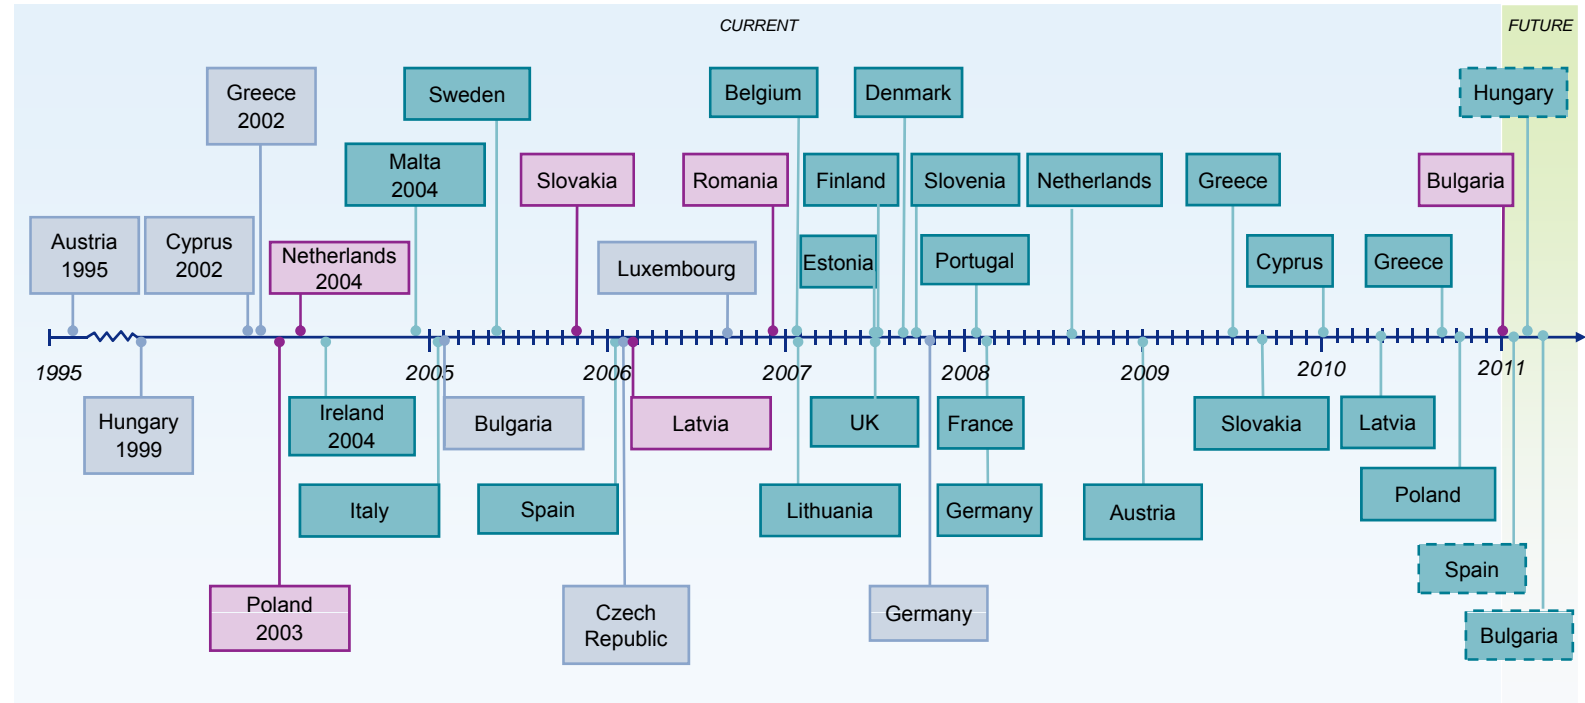 CURRENT
FUTURE
Greece
2002
Sweden
Belgium
Denmark
Hungary
Malta
2004
Slovakia
Romania
Finland
Slovenia
Netherlands
Greece
Bulgaria
Austria
1995
Cyprus
2002
Netherlands
2004
Luxembourg
Estonia
Portugal
Cyprus
Greece
1995
2005
2006
2007
2008
2009
2010
2011
Hungary
1999
Ireland
2004
Bulgaria
Latvia
UK
France
Slovakia
Latvia
Italy
Spain
Lithuania
Germany
Austria
Poland
Spain
Poland
2003
Czech
Republic
Germany
Bulgaria